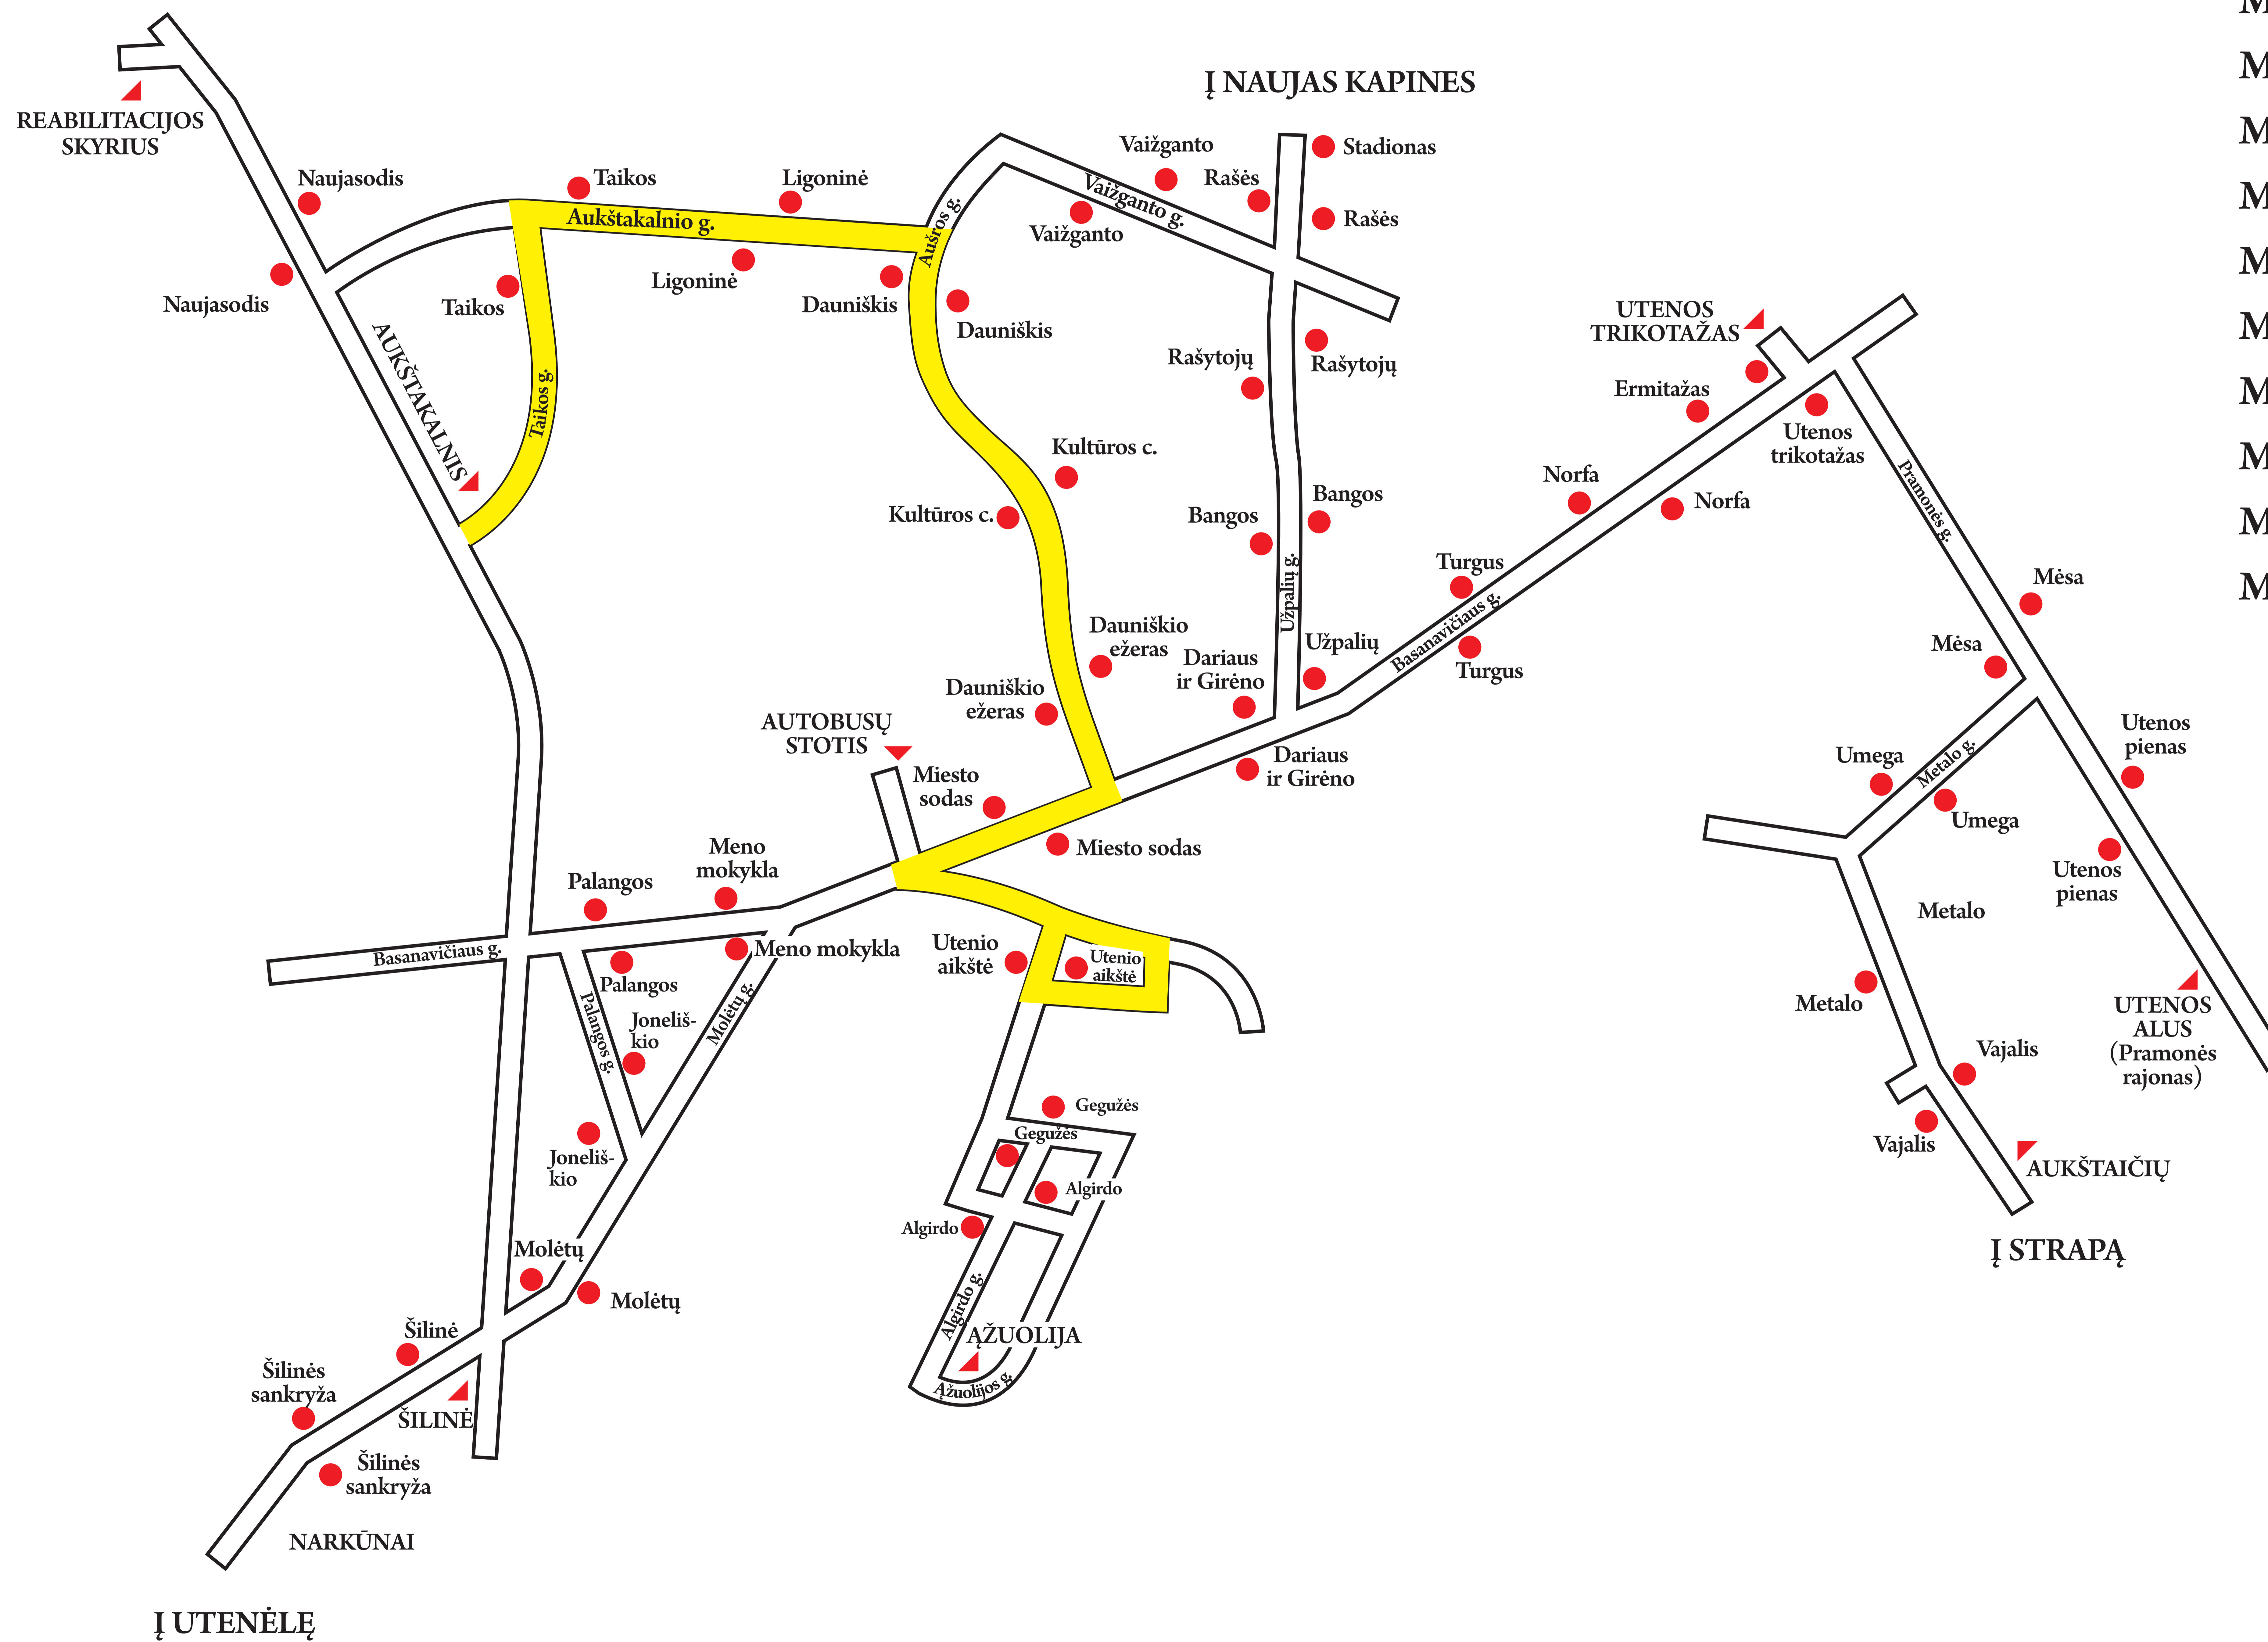 Į NAUJAS KAPINES
REABILITACIJOS
SKYRIUS
Naujasodis
Naujasodis
Taikos
Taikos
Ligoninė
Ligoninė
Aukštakalnio g.
Aušros g.
Dauniškis
Dauniškis
Vaižganto
Vaižganto
Vaižganto g.
Rašės
Rašės
Stadionas
Rašytojų
Rašytojų
AUKŠTAKALNIS
Taikos g.
Kultūros c.
Kultūros c.
Bangos
Bangos
Užpalių g.
UTENOS
TRIKOTAŽAS
Ermitažas
Utenos
trikotažas
Norfa
Norfa
Pramonės g.
Turgus
Turgus
Basanavičiaus g.
Užpalių
Dauniškio
ežeras
Dauniškio
ežeras
Dariaus
ir Girėno
Dariaus
ir Girėno
AUTOBUSŲ
STOTIS
Miesto
sodas
Miesto sodas
Mėsa
Mėsa
Utenos
pienas
Utenos
pienas
Umega
Umega
Metalo g.
Metalo
Metalo
Vajalis
Vajalis
UTENOS
ALUS
(Pramonės
rajonas)
AUKŠTAIČIŲ
Į STRAPĄ
Meno
mokykla
Meno mokykla
Palangos
Palangos
Basanavičiaus g.
Palangos g.
Joneliš-
kio
Joneliš-
kio
Molėtų g.
Utenio
aikštė
Utenio
aikštė
Gegužės
Gegužės
Algirdo
Algirdo
Algirdo g.
ĄŽUOLIJA
Ąžuolijos g.
Molėtų
Molėtų
Šilinė
ŠILINĖ
Šilinės
sankryža
Šilinės
sankryža
NARKŪNAI
Į UTENĖLĘ
M
M
M
M
M
M
M
M
M